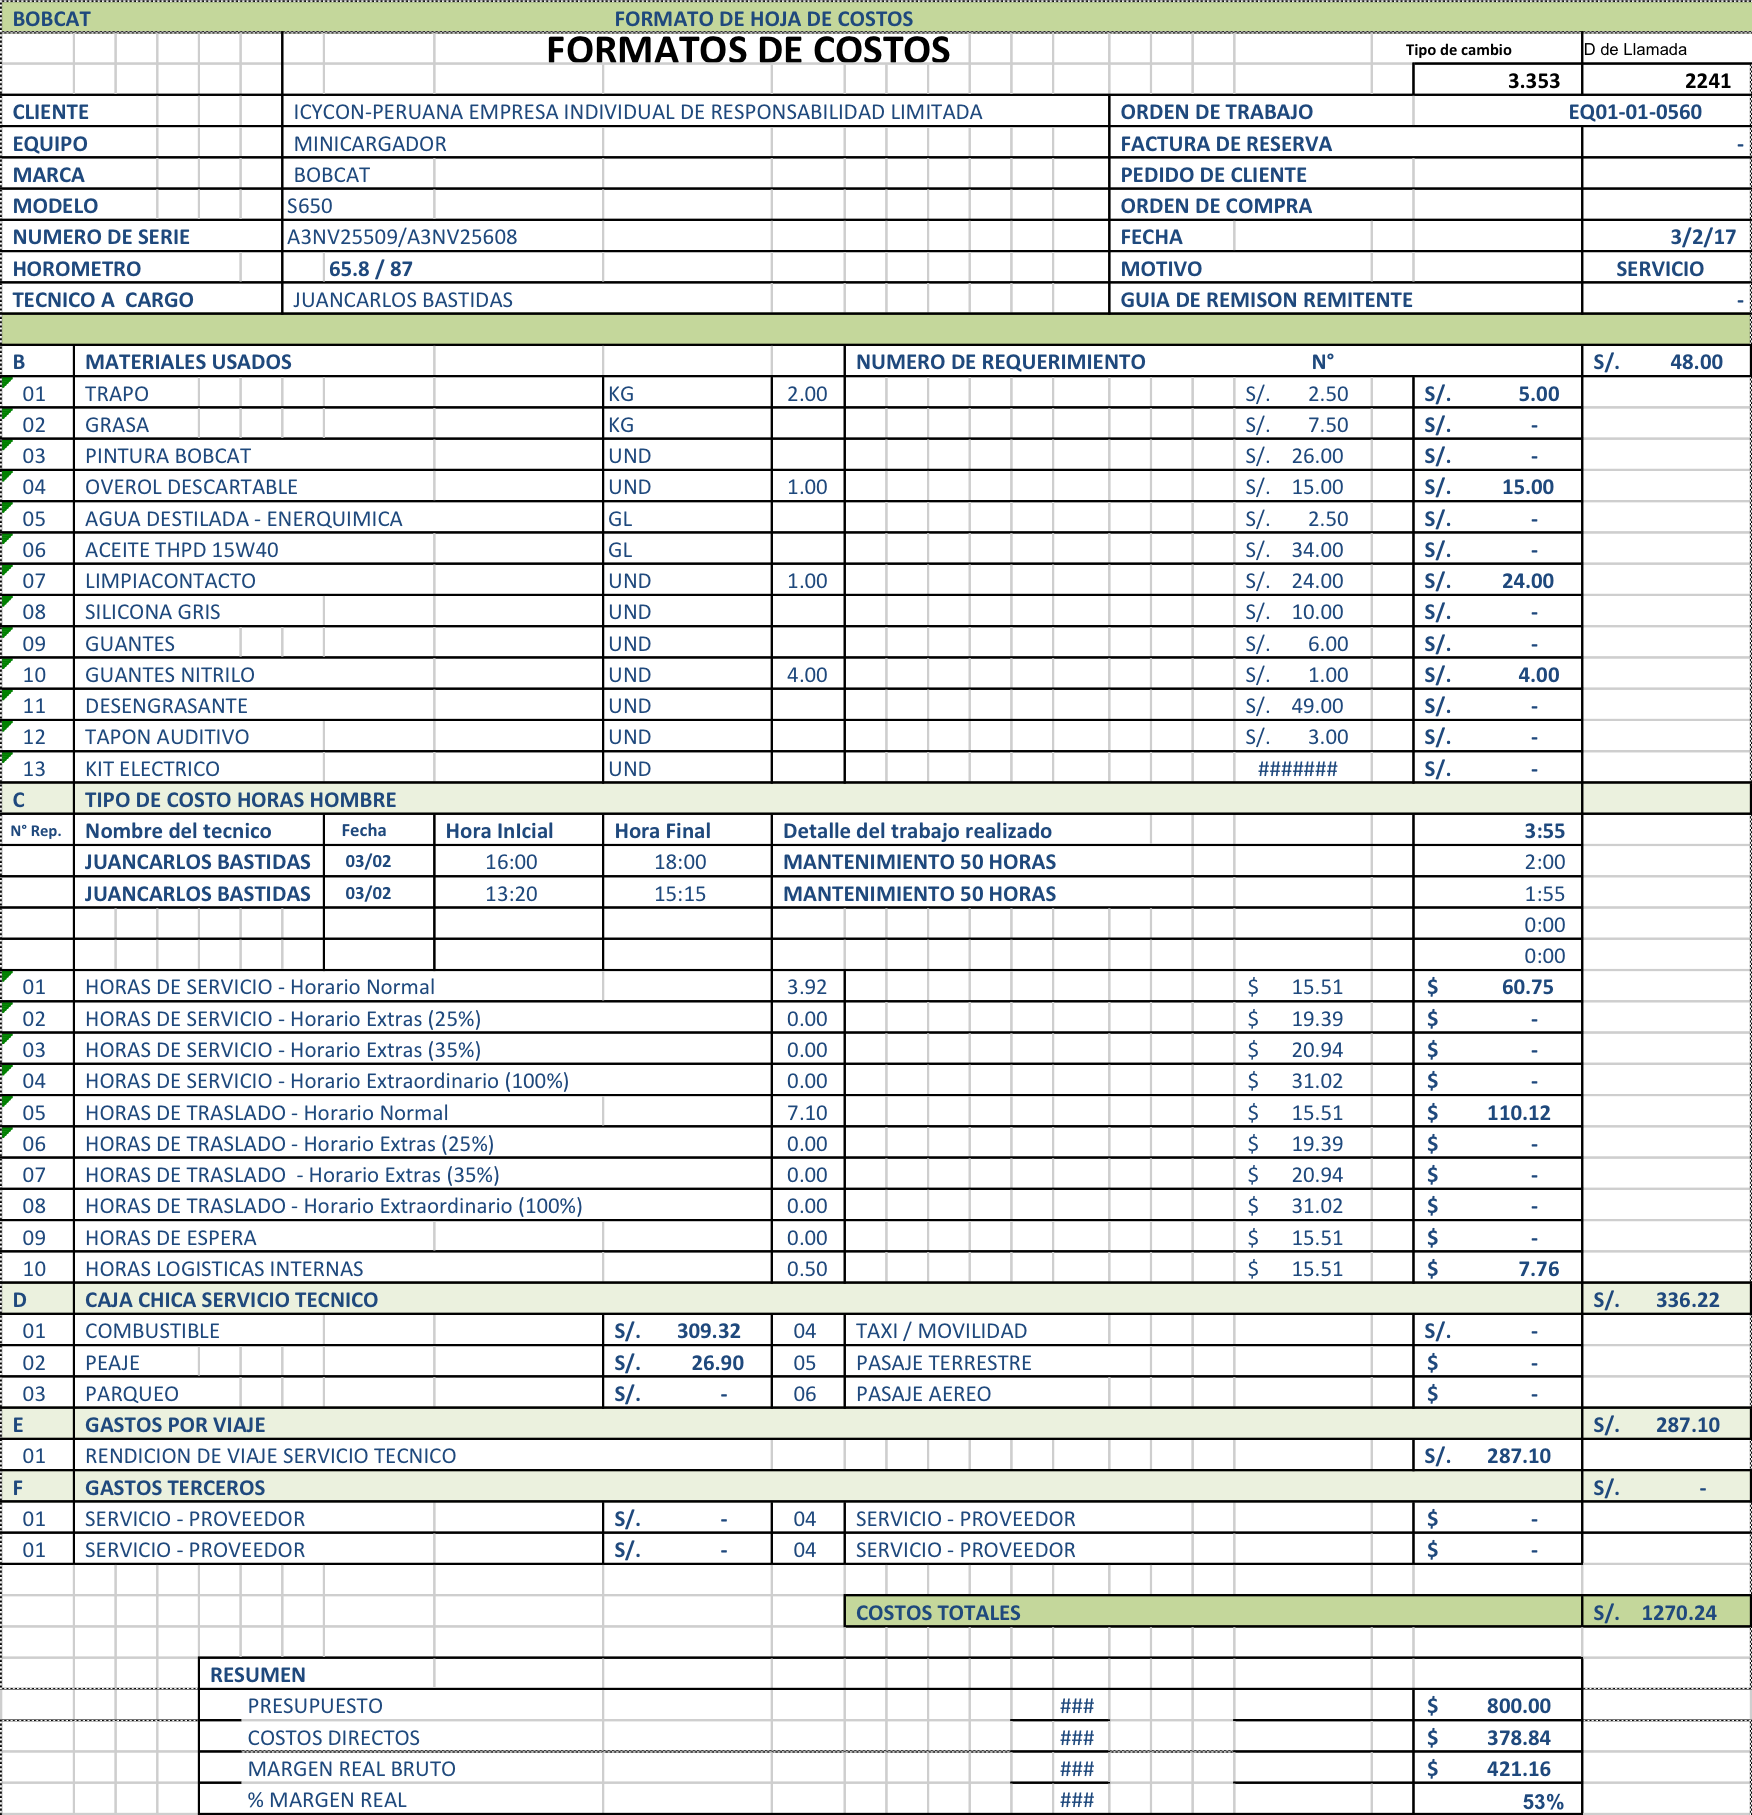 BOBCAT FORMATO DE HOJA DE COSTOS
FORMATOS DE COSTOS Tipo de cambio D de Llamada
3.353 2241
CLIENTE ICYCON-PERUANA EMPRESA INDIVIDUAL DE RESPONSABILIDAD LIMITADA ORDEN DE TRABAJO EQ01-01-0560
EQUIPO MINICARGADOR FACTURA DE RESERVA -
MARCA BOBCAT PEDIDO DE CLIENTE
MODELO S650 ORDEN DE COMPRA
NUMERO DE SERIE A3NV25509/A3NV25608 FECHA 3/2/17
HOROMETRO 65.8 / 87 MOTIVO SERVICIO
TECNICO A CARGO JUANCARLOS BASTIDAS GUIA DE REMISON REMITENTE -
B MATERIALES USADOS NUMERO DE REQUERIMIENTO N° S/. 48.00
01 TRAPO KG 2.00 S/. 2.50 S/. 5.00
02 GRASA KG S/. 7.50 S/. -
03 PINTURA BOBCAT UND S/. 26.00 S/. -
04 OVEROL DESCARTABLE UND 1.00 S/. 15.00 S/. 15.00
05 AGUA DESTILADA - ENERQUIMICA GL S/. 2.50 S/. -
06 ACEITE THPD 15W40 GL S/. 34.00 S/. -
07 LIMPIACONTACTO UND 1.00 S/. 24.00 S/. 24.00
08 SILICONA GRIS UND S/. 10.00 S/. -
09 GUANTES UND S/. 6.00 S/. -
10 GUANTES NITRILO UND 4.00 S/. 1.00 S/. 4.00
11 DESENGRASANTE UND S/. 49.00 S/. -
12 TAPON AUDITIVO UND S/. 3.00 S/. -
13 KIT ELECTRICO UND ####### S/. -
C TIPO DE COSTO HORAS HOMBRE
N° Rep. Nombre del tecnico Fecha Hora InIcial Hora Final Detalle del trabajo realizado 3:55
JUANCARLOS BASTIDAS 03/02 16:00 18:00 MANTENIMIENTO 50 HORAS 2:00
JUANCARLOS BASTIDAS 03/02 13:20 15:15 MANTENIMIENTO 50 HORAS 1:55
0:00
0:00
01 HORAS DE SERVICIO - Horario Normal 3.92 $ 15.51 $ 60.75
02 HORAS DE SERVICIO - Horario Extras (25%) 0.00 $ 19.39 $ -
03 HORAS DE SERVICIO - Horario Extras (35%) 0.00 $ 20.94 $ -
04 HORAS DE SERVICIO - Horario Extraordinario (100%) 0.00 $ 31.02 $ -
05 HORAS DE TRASLADO - Horario Normal 7.10 $ 15.51 $ 110.12
06 HORAS DE TRASLADO - Horario Extras (25%) 0.00 $ 19.39 $ -
07 HORAS DE TRASLADO - Horario Extras (35%) 0.00 $ 20.94 $ -
08 HORAS DE TRASLADO - Horario Extraordinario (100%) 0.00 $ 31.02 $ -
09 HORAS DE ESPERA 0.00 $ 15.51 $ -
10 HORAS LOGISTICAS INTERNAS 0.50 $ 15.51 $ 7.76
D CAJA CHICA SERVICIO TECNICO S/. 336.22
01 COMBUSTIBLE S/. 309.32 04 TAXI / MOVILIDAD S/. -
02 PEAJE S/. 26.90 05 PASAJE TERRESTRE $ -
03 PARQUEO S/. - 06 PASAJE AEREO $ -
E GASTOS POR VIAJE S/. 287.10
01 RENDICION DE VIAJE SERVICIO TECNICO S/. 287.10
F GASTOS TERCEROS S/. -
01 SERVICIO - PROVEEDOR S/. - 04 SERVICIO - PROVEEDOR $ -
01 SERVICIO - PROVEEDOR S/. - 04 SERVICIO - PROVEEDOR $ -
COSTOS TOTALES S/. 1270.24
RESUMEN
PRESUPUESTO ### $ 800.00
COSTOS DIRECTOS ### $ 378.84
MARGEN REAL BRUTO ### $ 421.16
% MARGEN REAL ### 53%